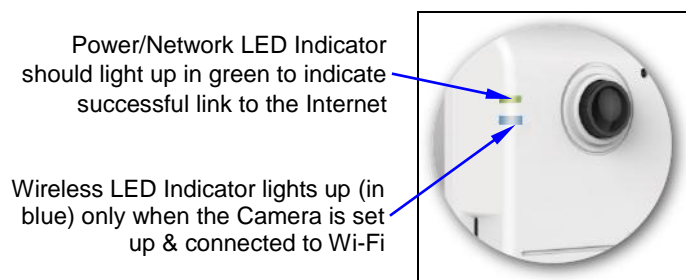 Power/Network LED Indicator
should light up in green to indicate
successful link to the Internet
Wireless LED Indicator lights up (in
blue) only when the Camera is set
up & connected to Wi-Fi